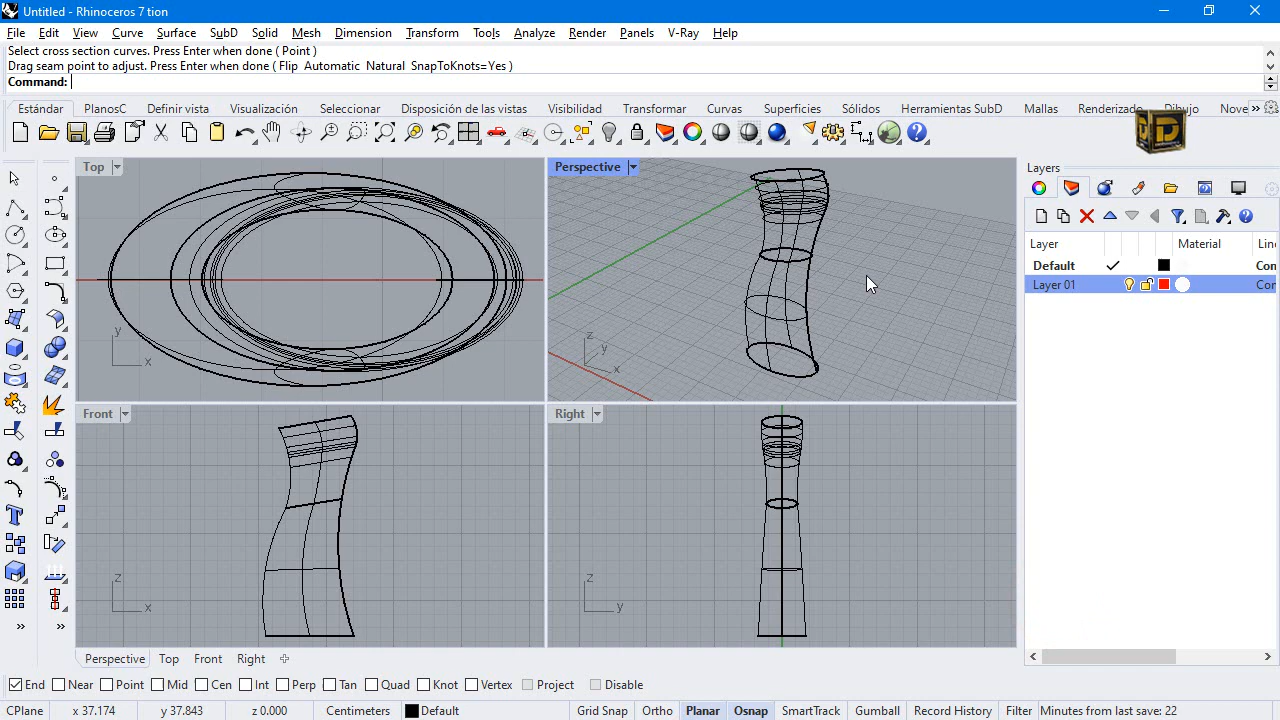 Untitled - Rhinoceros 7 tion
File Edit View Curve Surface SubD Solid Mesh Dimension Transform Tools Analyze Render Panels V-Ray Help
Select cross section curves. Press Enter when done ( Point )
Drag seam point to adjust. Press Enter when done ( Flip Automatic Natural SnapToKnots=Yes )
Command:
Estándar PlanosC Definir vista Visualización Seleccionar Disposición de las vistas Visibilidad Transformar Curvas Superficies Sólidos Herramientas SubD Mallas Renderizado Dibujo Nove »
Layers
Top
Perspective
Layer Material Lin
Default Con
Layer 01 Cor
y
x
z
y
x
Front
Right
z
x
z
y
» »
Perspective Top Front Right
End Near Point Mid Cen Int Perp Tan Quad Knot Vertex Project Disable
CPlane x 37.174 y 37.843 z 0.000 Centimeters Default Grid Snap Ortho Planar Osnap SmartTrack Gumball Record History Filter Minutes from last save: 22